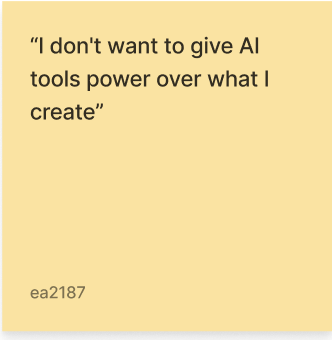 “I don't want to give AI
tools power over what I
create”
ea2187